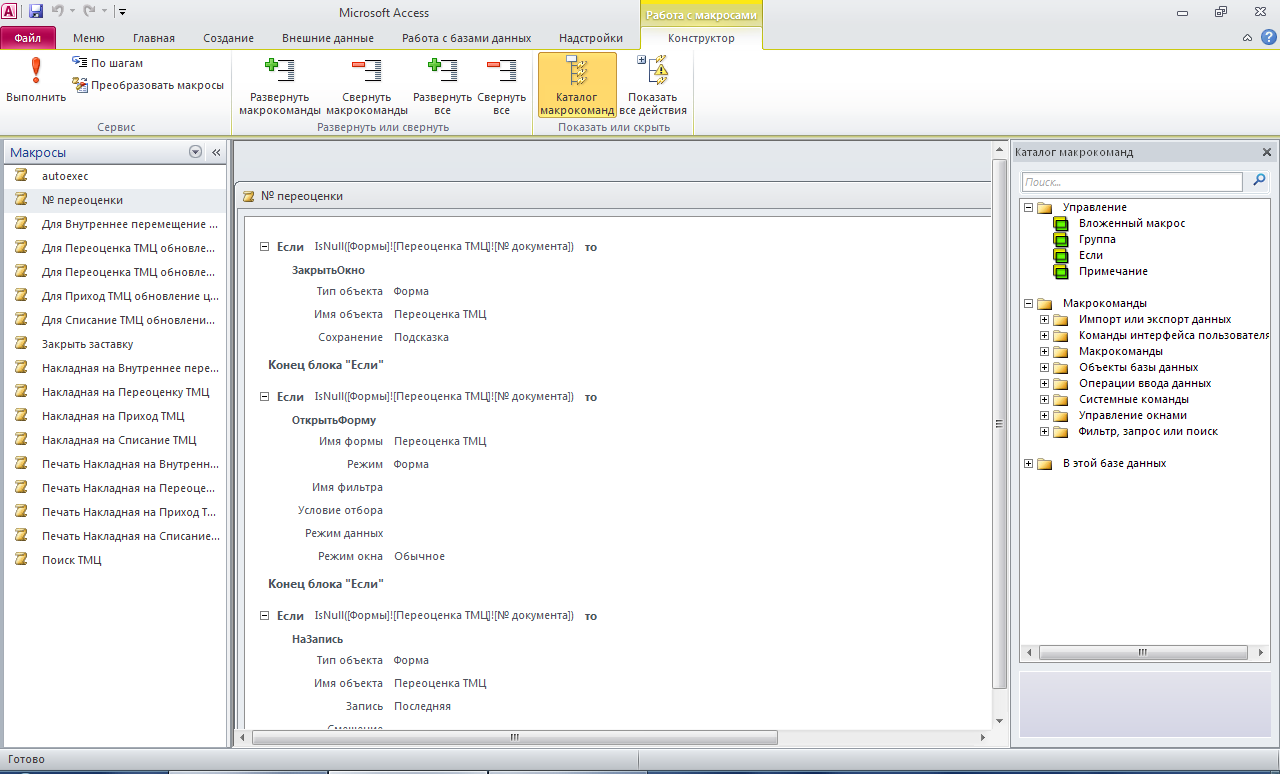 Microsoft Access
Работа с макросами
Файл
Меню
Главная
Создание
Внешние данные
Работа с базами данных
Надстройки
Конструктор
Выполнить
По шагам
Преобразовать макросы
Сервис
Развернуть макрокоманды
Свернуть макрокоманды
Развернуть все
Свернуть все
Развернуть или свернуть
Каталог макрокоманд
Показать все действия
Показать или скрыть
Макросы
autoexec
№ переоценки
Для Внутреннее перемещение ...
Для Переоценка ТМЦ обновле...
Для Переоценка ТМЦ обновле...
Для Приход ТМЦ обновление ц...
Для Списание ТМЦ обновлени...
Закрыть заставку
Накладная на Внутреннее пере...
Накладная на Переоценку ТМЦ
Накладная на Приход ТМЦ
Накладная на Списание ТМЦ
Печать Накладная на Внутренн...
Печать Накладная на Переоце...
Печать Накладная на Приход Т...
Печать Накладная на Списание...
Поиск ТМЦ
№ переоценки
Если IsNull([Формы]![Переоценка ТМЦ]![№ документа]) то
ЗакрытьОкно
Тип объекта Форма
Имя объекта Переоценка ТМЦ
Сохранение Подсказка
Конец блока "Если"
Если IsNull([Формы]![Переоценка ТМЦ]![№ документа]) то
ОткрытьФорму
Имя формы Переоценка ТМЦ
Режим Форма
Имя фильтра
Условие отбора
Режим данных
Режим окна Обычное
Конец блока "Если"
Если IsNull([Формы]![Переоценка ТМЦ]![№ документа]) то
НаЗапись
Тип объекта Форма
Имя объекта Переоценка ТМЦ
Запись Последняя
Смещение
Каталог макрокоманд
Поиск...
Управление
Вложенный макрос
Группа
Если
Примечание
Макрокоманды
Импорт или экспорт данных
Команды интерфейса пользователя
Макрокоманды
Объекты базы данных
Операции ввода данных
Системные команды
Управление окнами
Фильтр, запрос или поиск
В этой базе данных
Готово